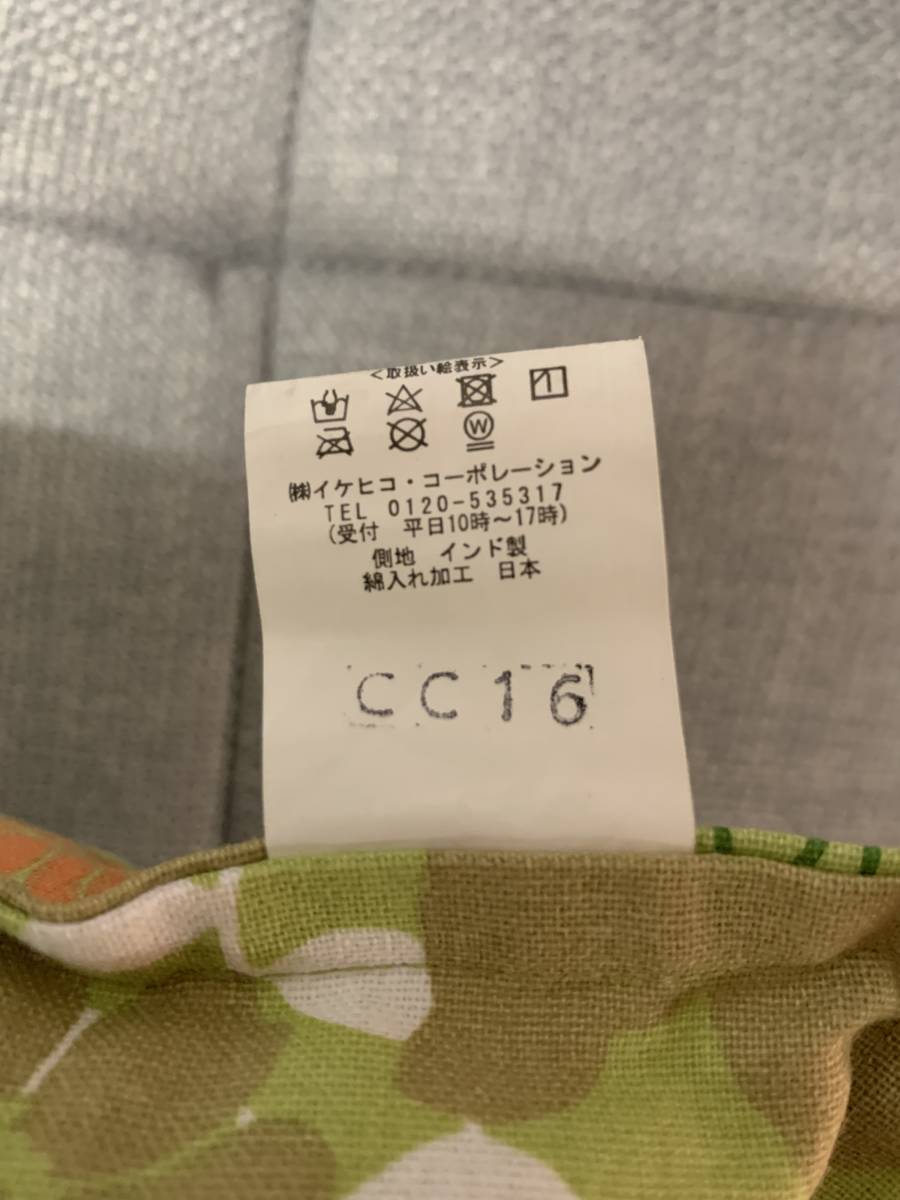 <取扱い絵表示>
W
㈱イケヒコ・コーポレーション
TEL 0120-535317
(受付 平日10時～17時)
側地 インド製
綿入れ加工 日本
CC16